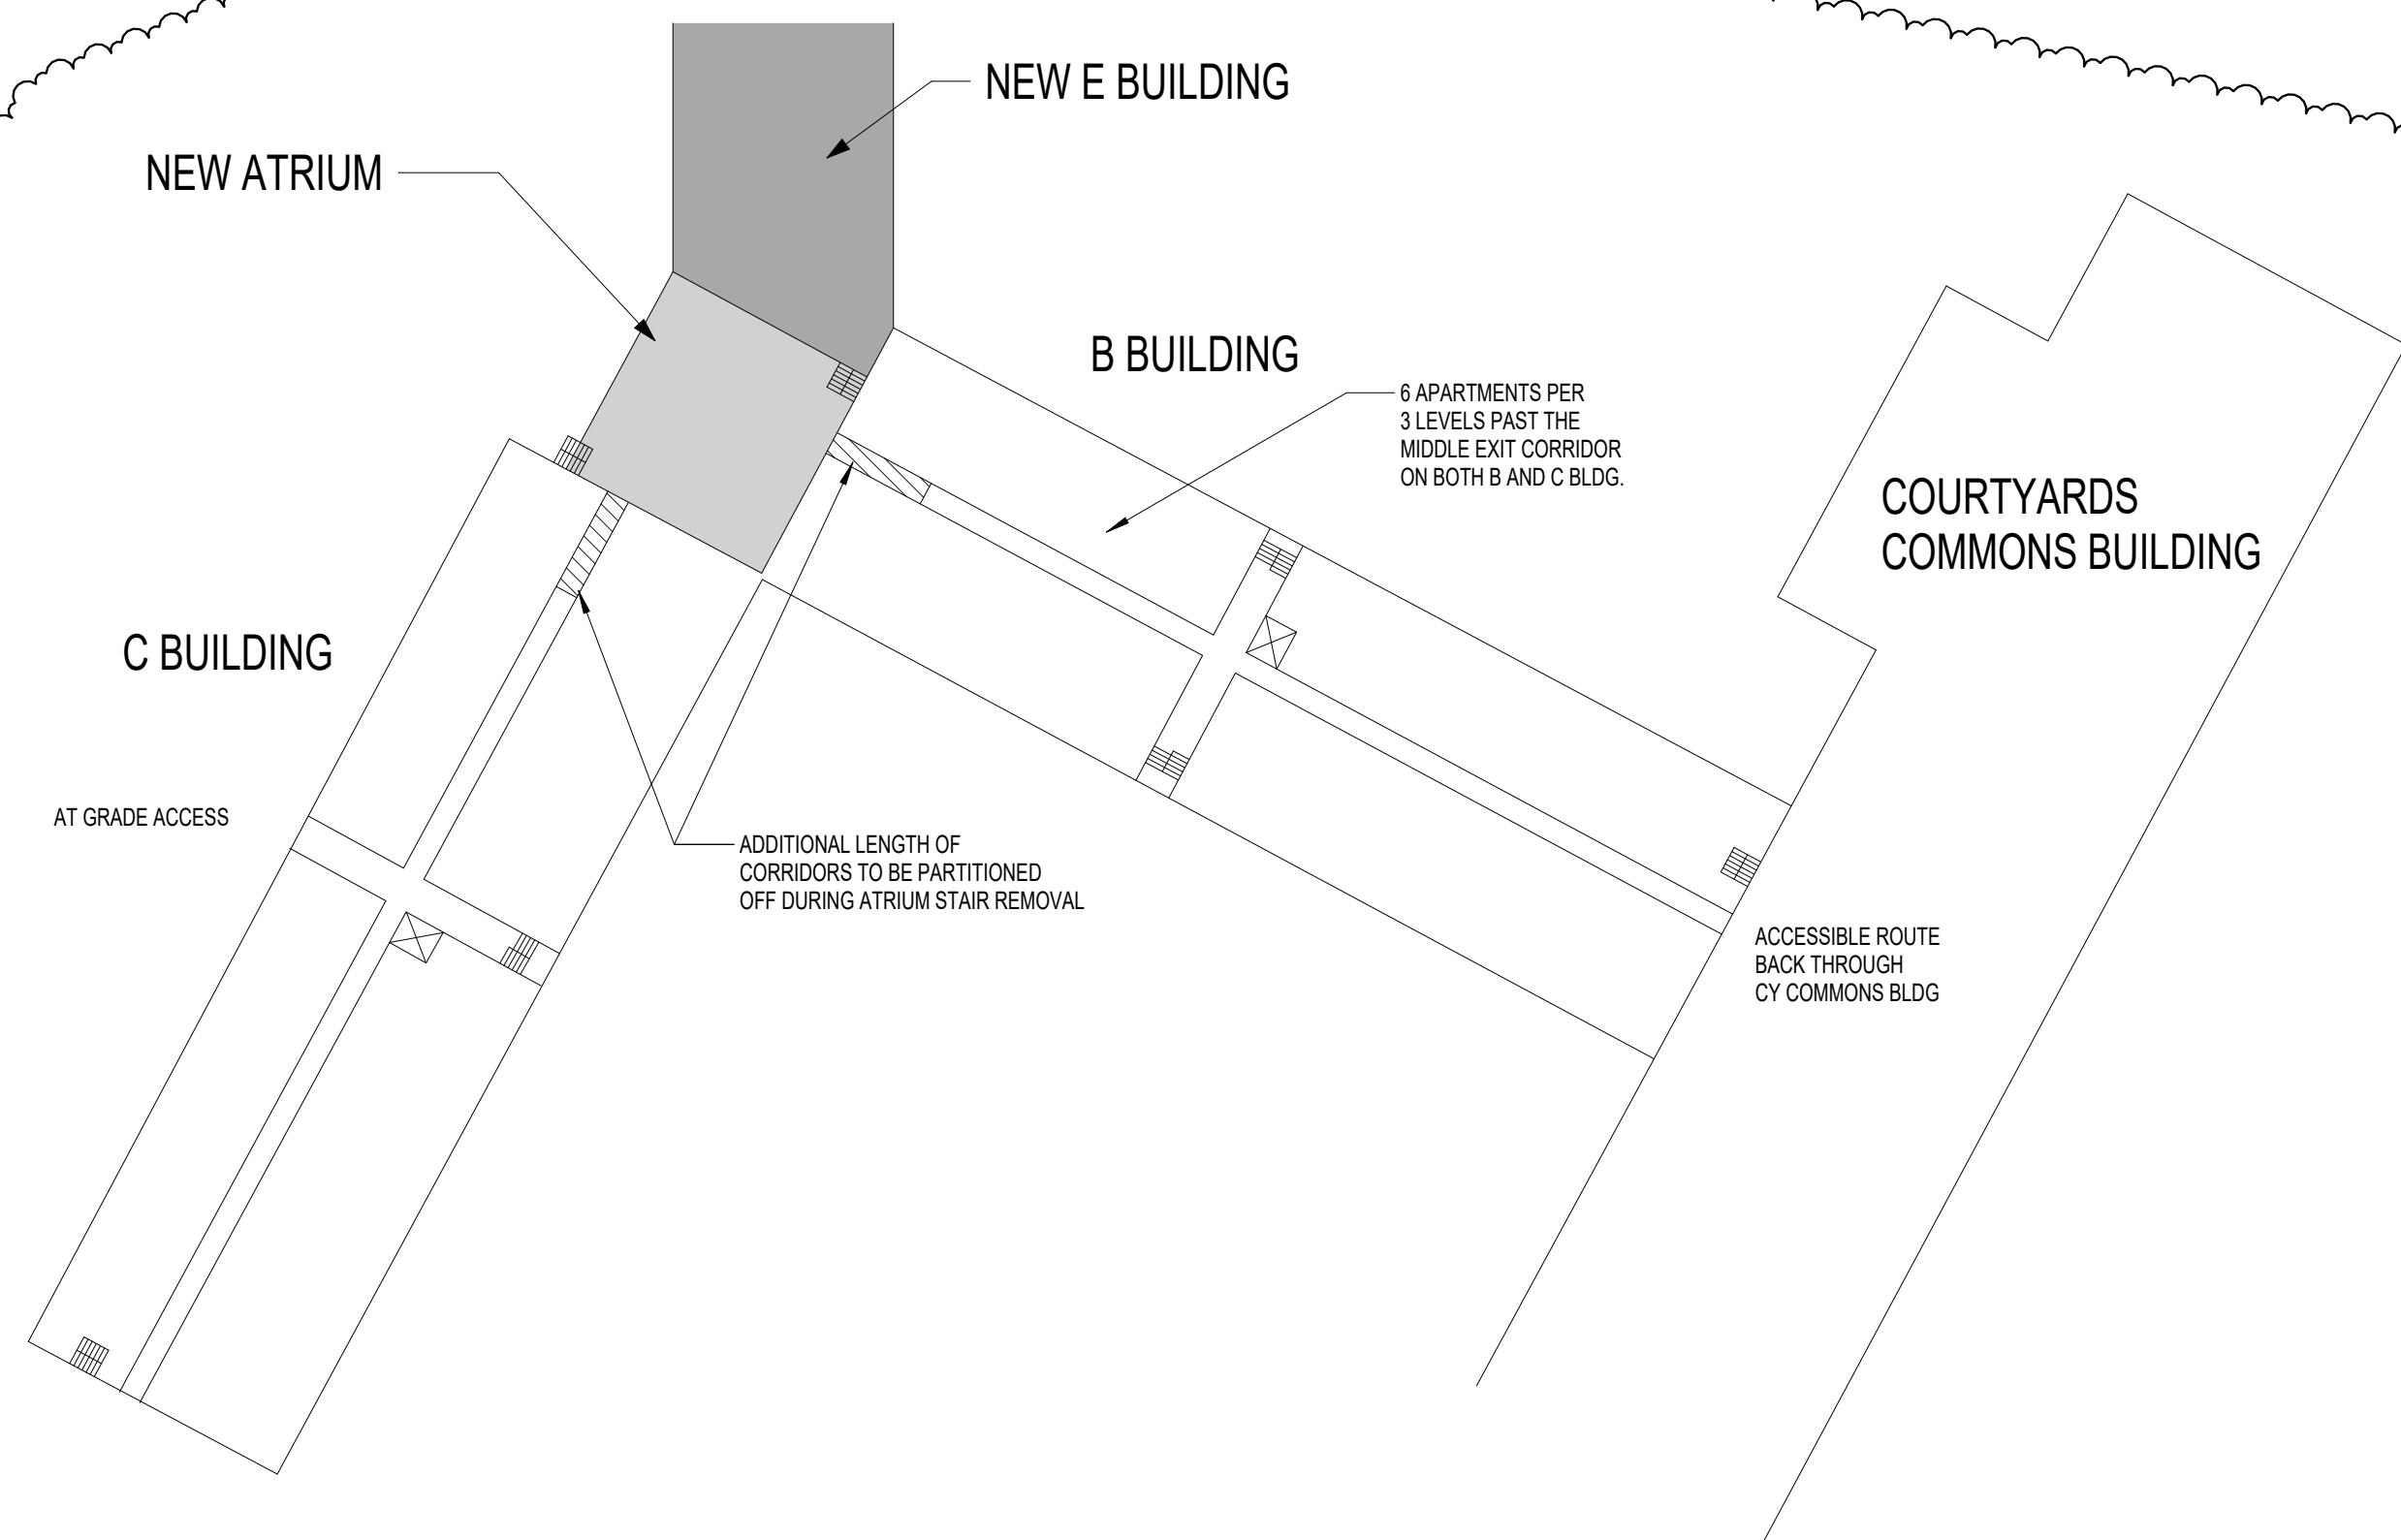 NEW E BUILDING
NEW ATRIUM
B BUILDING
6 APARTMENTS PER
3 LEVELS PAST THE
MIDDLE EXIT CORRIDOR
ON BOTH B AND C BLDG.
COURTYARDS
COMMONS BUILDING
C BUILDING
AT GRADE ACCESS
ADDITIONAL LENGTH OF
CORRIDORS TO BE PARTITIONED
OFF DURING ATRIUM STAIR REMOVAL
ACCESSIBLE ROUTE
BACK THROUGH
CY COMMONS BLDG